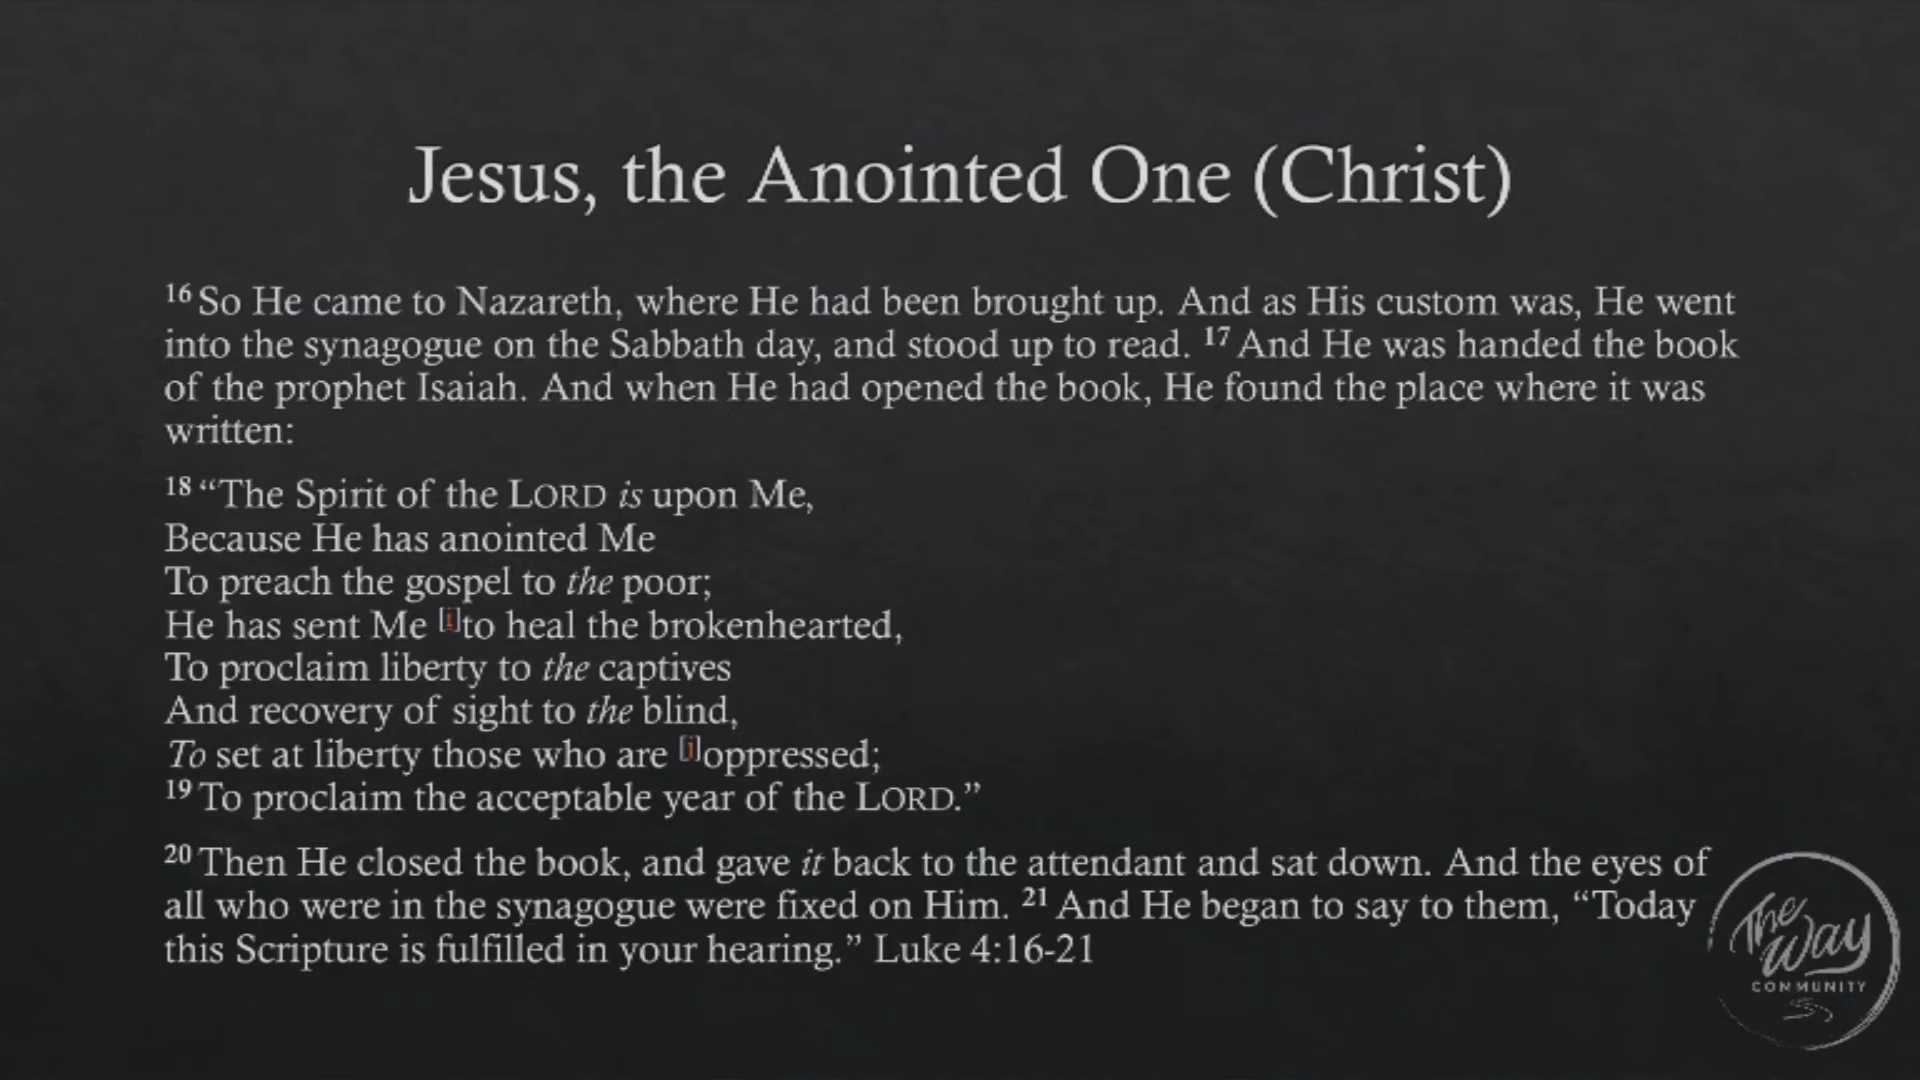 Jesus, the Anointed One (Christ)
16 So He came to Nazareth, where He had been brought up. And as His custom was, He went
into the synagogue on the Sabbath day, and stood up to read. 17 And He was handed the book
of the prophet Isaiah. And when He had opened the book, He found the place where it was
written:
18 “The Spirit of the LORD is upon Me,
Because He has anointed Me
To preach the gospel to the poor;
He has sent Me [i]to heal the brokenhearted,
To proclaim liberty to the captives
And recovery of sight to the blind,
To set at liberty those who are [j]oppressed;
19 To proclaim the acceptable year of the LORD.”
20 Then He closed the book, and gave it back to the attendant and sat down. And the eyes of
all who were in the synagogue were fixed on Him. 21 And He began to say to them, “Today
this Scripture is fulfilled in your hearing.” Luke 4:16-21
The
Way
COMMUNITY